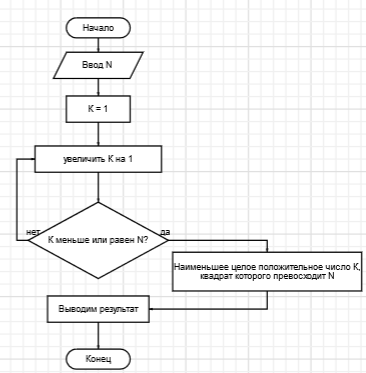 Начало
Ввод N
K = 1
увеличить K на 1
нет
K меньше или равен N?
да
Наименьшее целое положительное число K,
квадрат которого превосходит N
Выводим результат
Конец